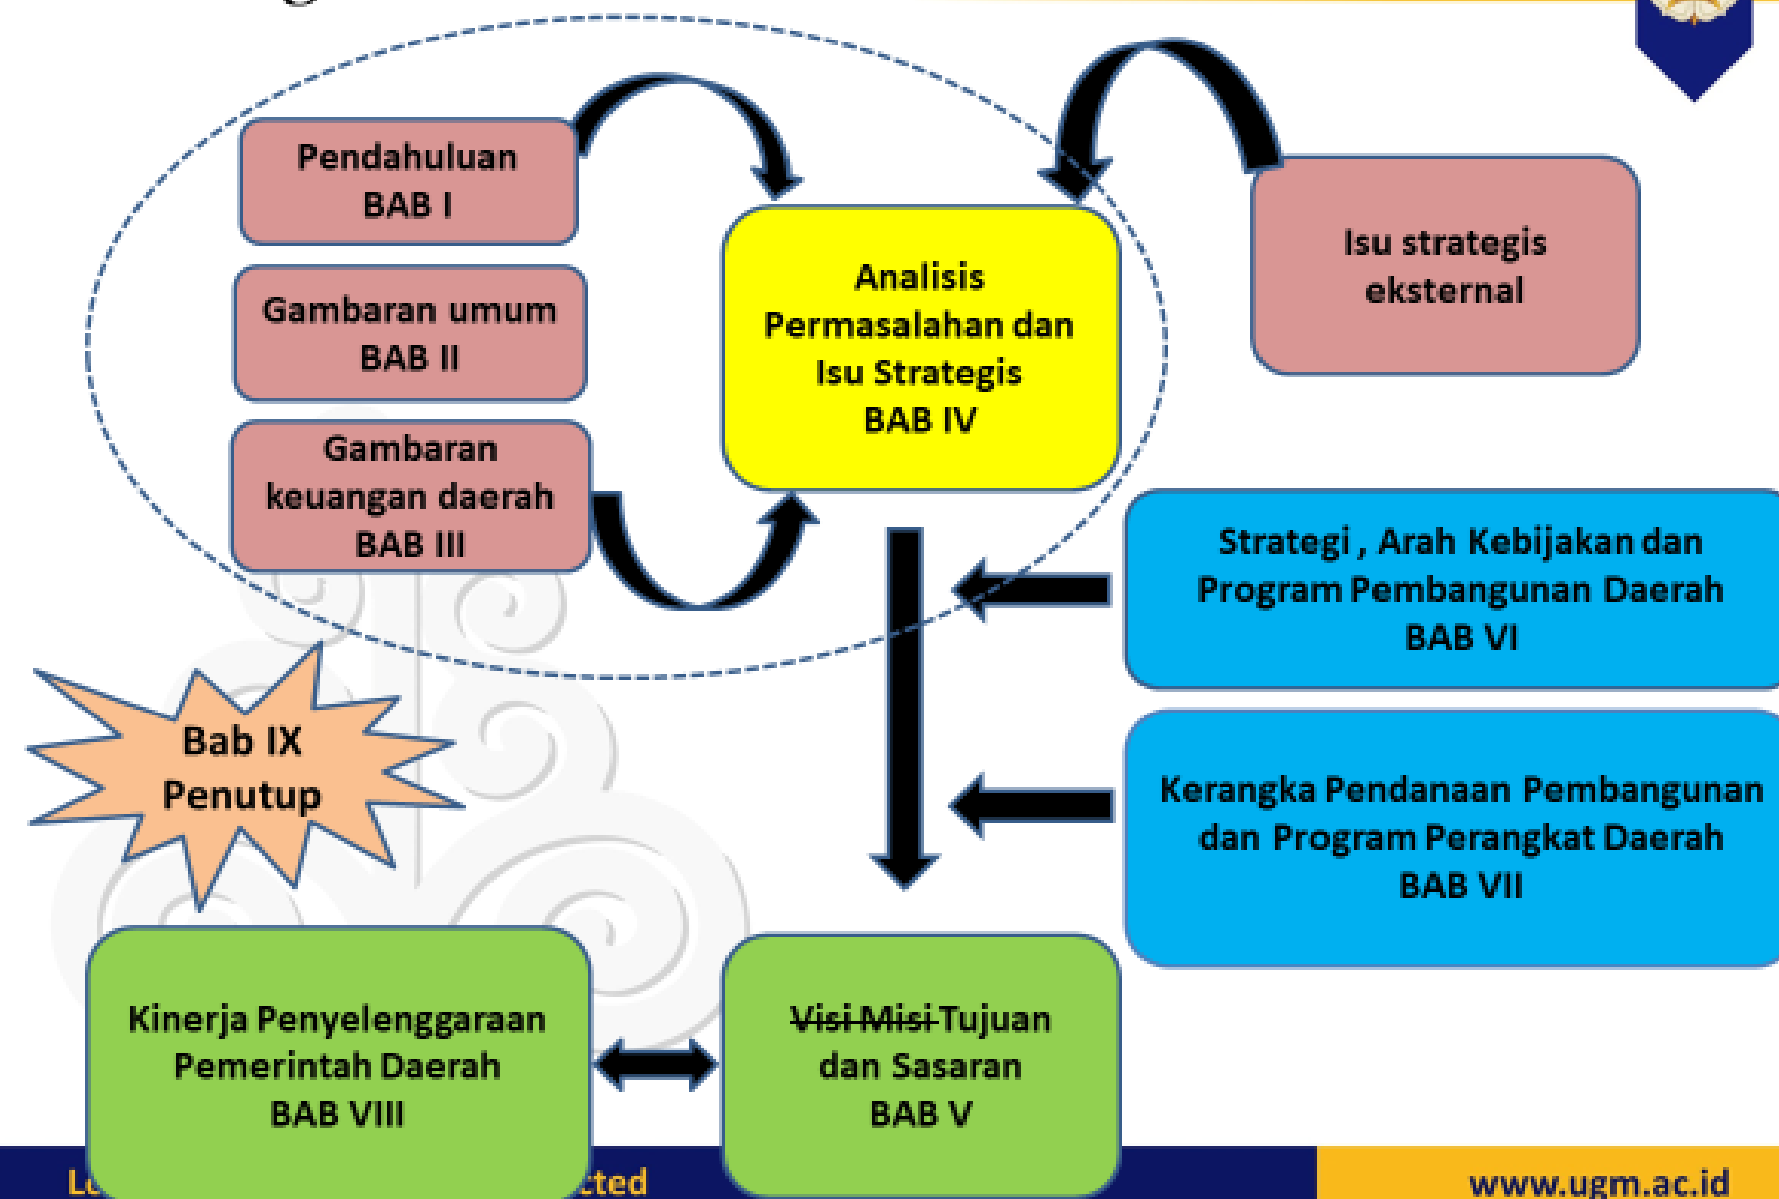 Pendahuluan
BAB I
Gambaran umum
BAB II
Gambaran
keuangan daerah
BAB III
Analisis
Permasalahan dan
Isu Strategis
BAB IV
Isu strategis
eksternal
Strategi , Arah Kebijakan dan
Program Pembangunan Daerah
BAB VI
Kerangka Pendanaan Pembangunan
dan Program Perangkat Daerah
BAB VII
Bab IX
Penutup
Kinerja Penyelenggaraan
Pemerintah Daerah
BAB VIII
Visi Misi Tujuan
dan Sasaran
BAB V
www.ugm.ac.id